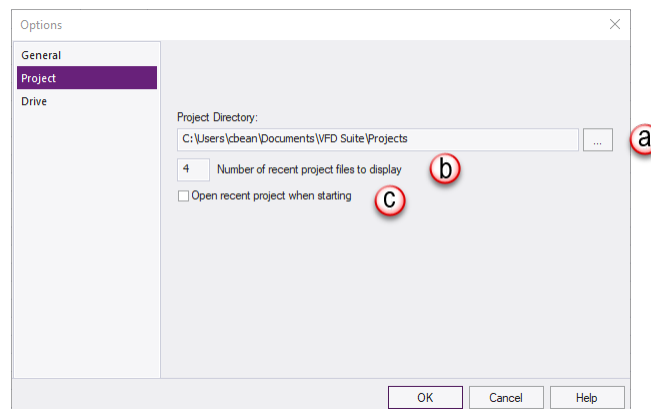 Options
General
Project
Drive
Project Directory:
C:\Users\cbean\Documents\VFD Suite\Projects
...
a
4 Number of recent project files to display
b
Open recent project when starting
c
OK Cancel Help